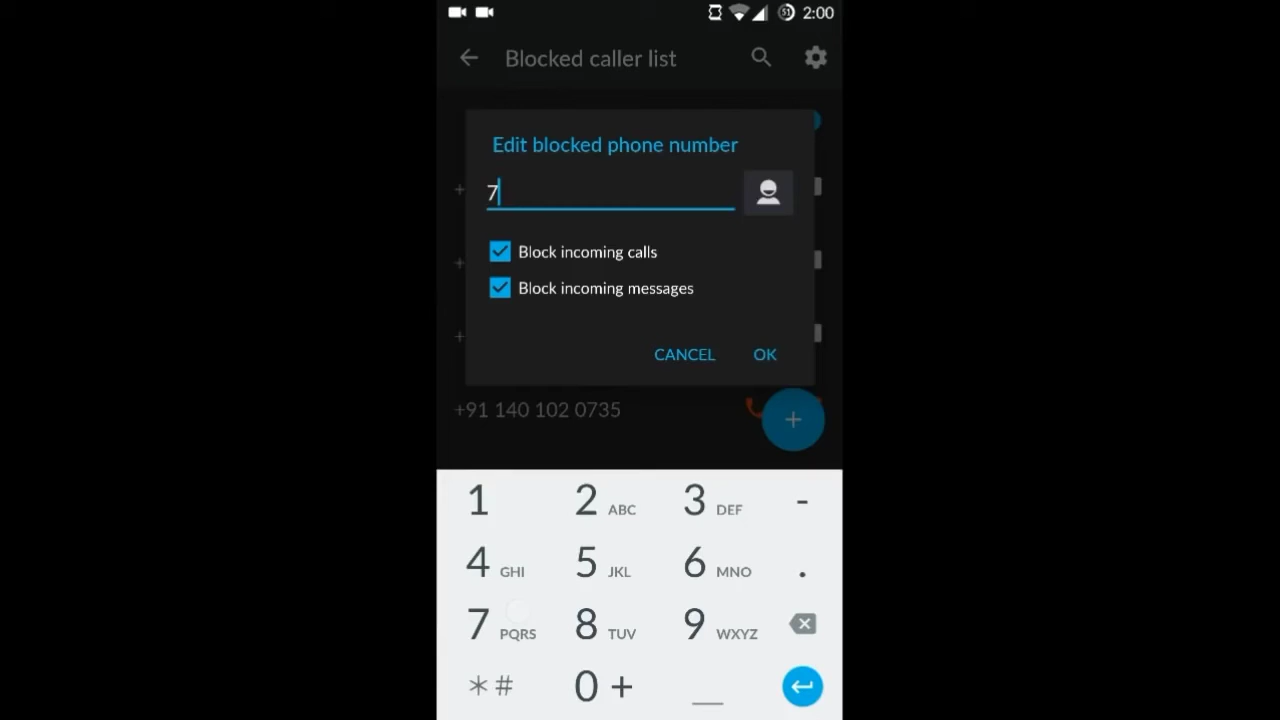 51 2:00
Blocked caller list
Edit blocked phone number
7
Block incoming calls
Block incoming messages
CANCEL OK
+
+
+
+91 140 102 0735
+
1 2 ABC 3 DEF -
4 GHI 5 JKL 6 MNO .
7 PQRS 8 TUV 9 WXYZ
*# 0 + _